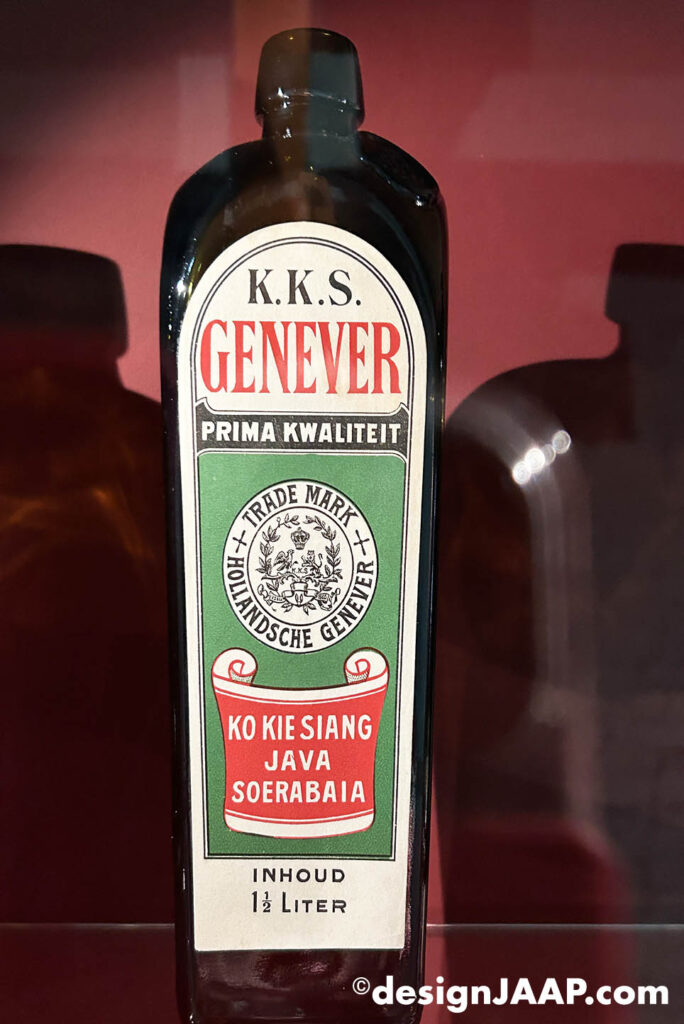 K.K.S.
GENEVER
PRIMA KWALITEIT
TRADE MARK
K.K.S
HOLLANDSCHE GENEVER
KO KIE SIANG
JAVA
SOERABAIA
INHOUD
1½ LITER
©designJAAP.com